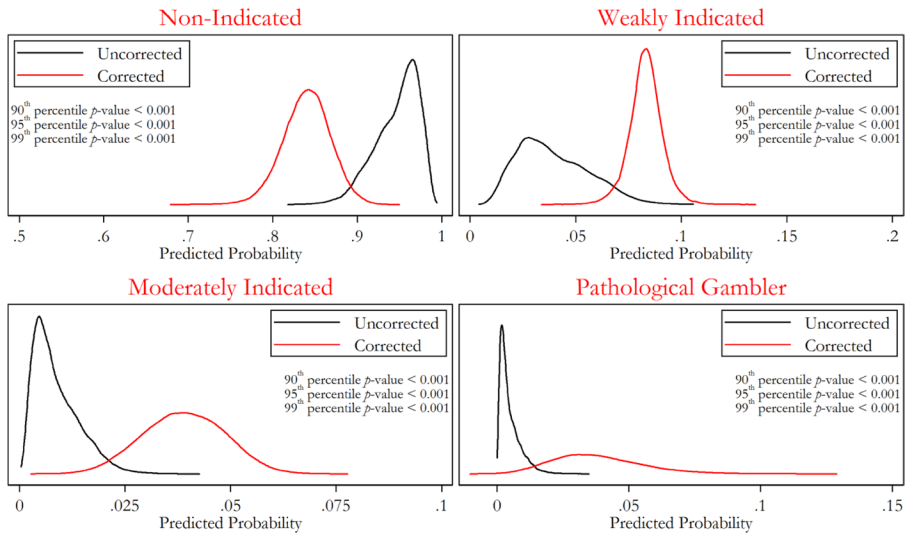 Non-Indicated
Uncorrected
Corrected
90th percentile p-value < 0.001
95th percentile p-value < 0.001
99th percentile p-value < 0.001
.5 .6 .7 .8 .9 1
Predicted Probability
Weakly Indicated
Uncorrected
Corrected
90th percentile p-value < 0.001
95th percentile p-value < 0.001
99th percentile p-value < 0.001
0 .05 .1 .15 .2
Predicted Probability
Moderately Indicated
Uncorrected
Corrected
90th percentile p-value < 0.001
95th percentile p-value < 0.001
99th percentile p-value < 0.001
0 .025 .05 .075 .1
Predicted Probability
Pathological Gambler
Uncorrected
Corrected
90th percentile p-value < 0.001
95th percentile p-value < 0.001
99th percentile p-value < 0.001
0 .05 .1 .15
Predicted Probability